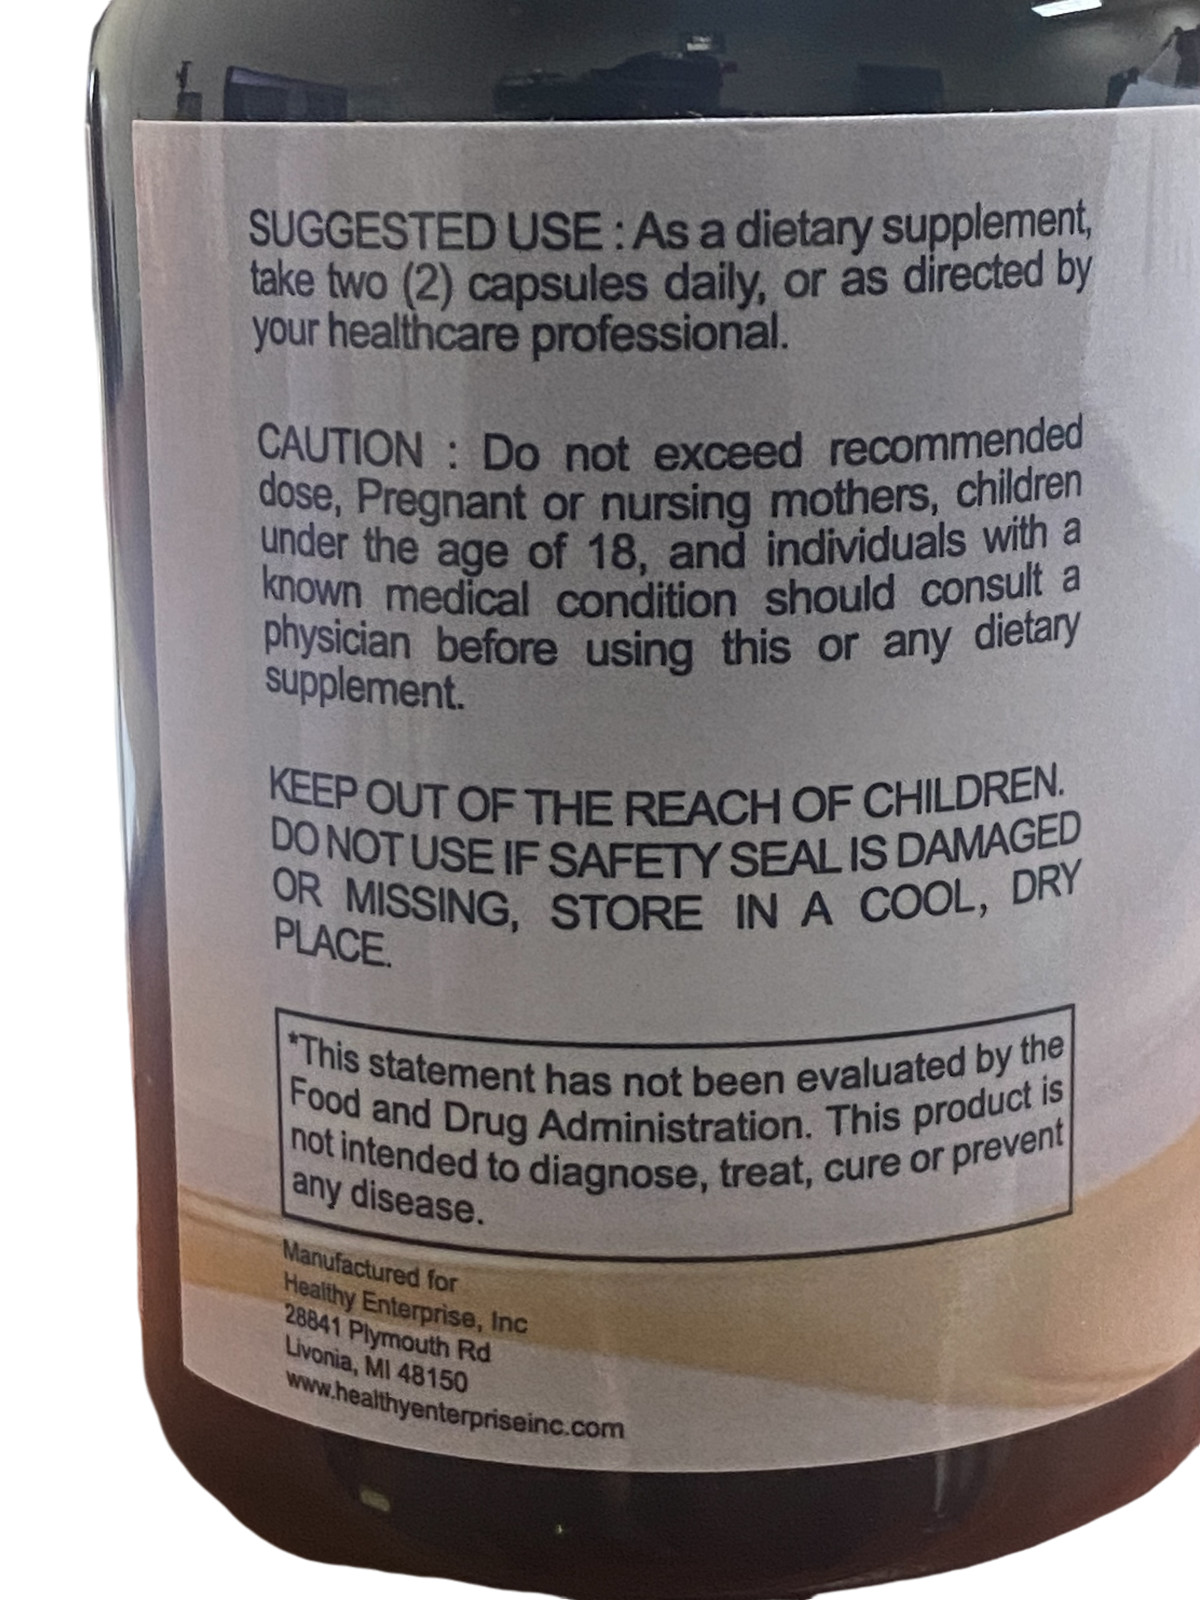 SUGGESTED USE : As a dietary supplement,
take two (2) capsules daily, or as directed by
your healthcare professional.
CAUTION : Do not exceed recommended
dose, Pregnant or nursing mothers, children
under the age of 18, and individuals with a
known medical condition should consult a
physician before using this or any dietary
supplement.
KEEP OUT OF THE REACH OF CHILDREN.
DO NOT USE IF SAFETY SEAL IS DAMAGED
OR MISSING, STORE IN A COOL, DRY
PLACE.
*This statement has not been evaluated by the
Food and Drug Administration. This product is
not intended to diagnose, treat, cure or prevent
any disease.
Manufactured for
Healthy Enterprise, Inc
28841 Plymouth Rd
Livonia, MI 48150
www.healthyenterpriseinc.com